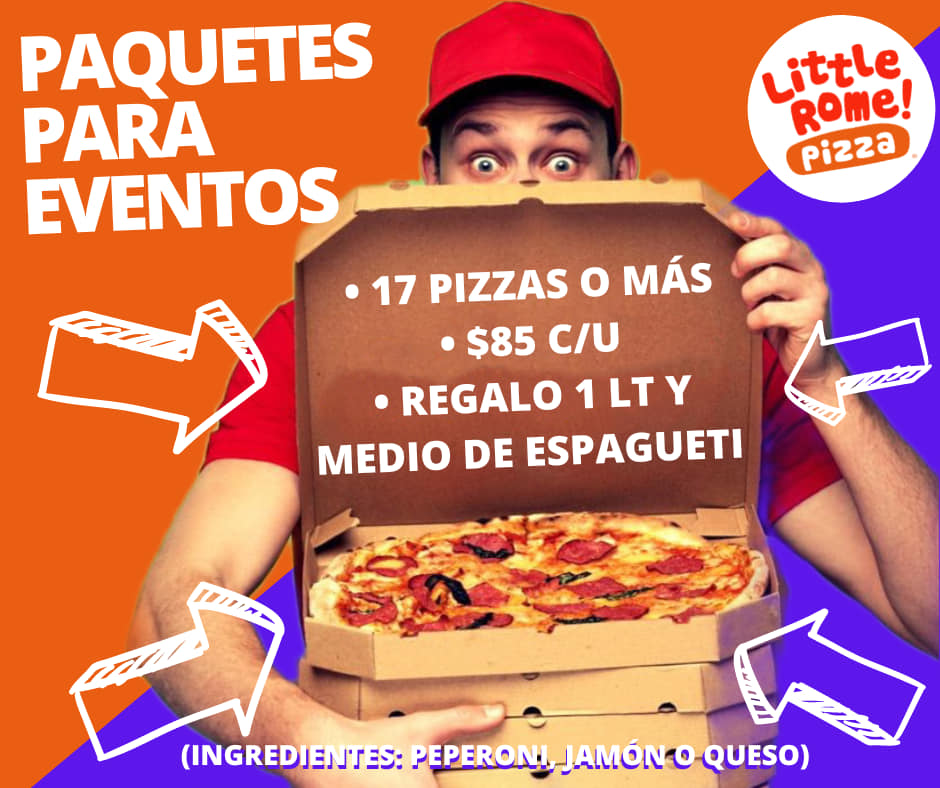 PAQUETES
PARA
EVENTOS
Little
Rome!
Pizza
• 17 PIZZAS O MÁS
• $85 C/U
• REGALO 1 LT Y
MEDIO DE ESPAGUETI
(INGREDIENTES: PEPERONI, JAMÓN O QUESO)